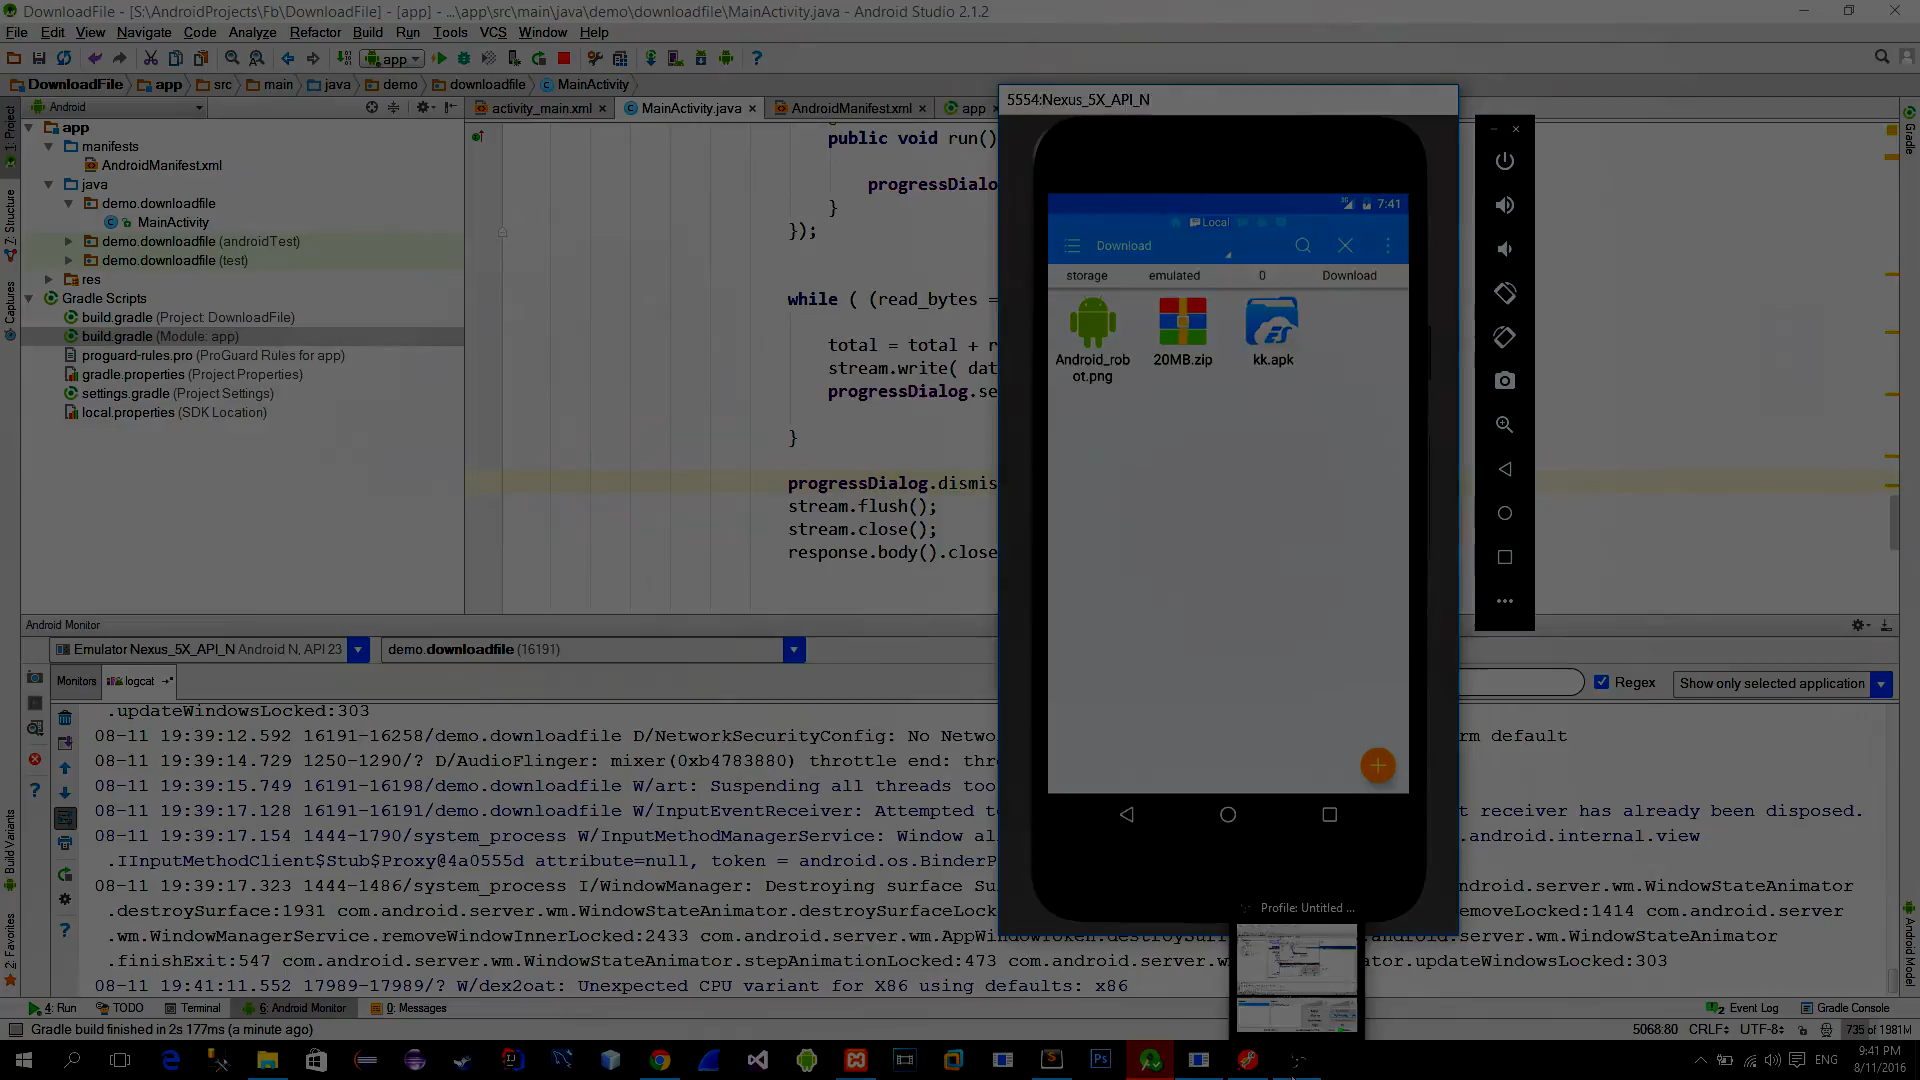 DownloadFile - [S:\AndroidProjects\Fb\DownloadFile] - [app] - ...\app\src\main\java\demo\downloadfile\MainActivity.java - Android Studio 2.1.2
File Edit View Navigate Code Analyze Refactor Build Run Tools VCS Window Help
app
DownloadFile app src main java demo downloadfile MainActivity
Android
activity_main.xml MainActivity.java AndroidManifest.xml app
1: Project
Z: Structure
Captures
Build Variants
2: Favorites
Gradle
Android Model
app
manifests
AndroidManifest.xml
java
demo.downloadfile
MainActivity
demo.downloadfile (androidTest)
demo.downloadfile (test)
res
Gradle Scripts
build.gradle (Project: DownloadFile)
build.gradle (Module: app)
proguard-rules.pro (ProGuard Rules for app)
gradle.properties (Project Properties)
settings.gradle (Project Settings)
local.properties (SDK Location)
public void run()
progressDialo
}
});
while ( (read_bytes =
total = total + r
stream.write( dat
progressDialog.se
}
progressDialog.dismis
stream.flush();
stream.close();
response.body().close
5554:Nexus_5X_API_N
7:41
Local
Download
storage emulated 0 Download
Android_rob
ot.png
20MB.zip
kk.apk
Android Monitor
Emulator Nexus_5X_API_N Android N, API 23
demo.downloadfile (16191)
Monitors logcat
Regex
Show only selected application
.updateWindowsLocked:303
08-11 19:39:12.592 16191-16258/demo.downloadfile D/NetworkSecurityConfig: No Netwo rm default
08-11 19:39:14.729 1250-1290/? D/AudioFlinger: mixer(0xb4783880) throttle end: thr
08-11 19:39:15.749 16191-16198/demo.downloadfile W/art: Suspending all threads too
08-11 19:39:17.128 16191-16191/demo.downloadfile W/InputEventReceiver: Attempted t t receiver has already been disposed.
08-11 19:39:17.154 1444-1790/system_process W/InputMethodManagerService: Window al .android.internal.view
.IInputMethodClient$Stub$Proxy@4a0555d attribute=null, token = android.os.BinderP
08-11 19:39:17.323 1444-1486/system_process I/WindowManager: Destroying surface Su ndroid.server.wm.WindowStateAnimator
.destroySurface:1931 com.android.server.wm.WindowStateAnimator.destroySurfaceLock emoveLocked:1414 com.android.server
.wm.WindowManagerService.removeWindowInnerLocked:2433 com.android.server.wm.AppWindowToken.destroySurf android.server.wm.WindowStateAnimator
.finishExit:547 com.android.server.wm.WindowStateAnimator.stepAnimationLocked:473 com.android.server.w ator.updateWindowsLocked:303
08-11 19:41:11.552 17989-17989/? W/dex2oat: Unexpected CPU variant for X86 using defaults: x86
Profile: Untitled ...
4: Run TODO Terminal 6: Android Monitor 0: Messages
Event Log Gradle Console
Gradle build finished in 2s 177ms (a minute ago)
5068:80 CRLF UTF-8 735 of 1981M
ENG
9:41 PM
8/11/2016